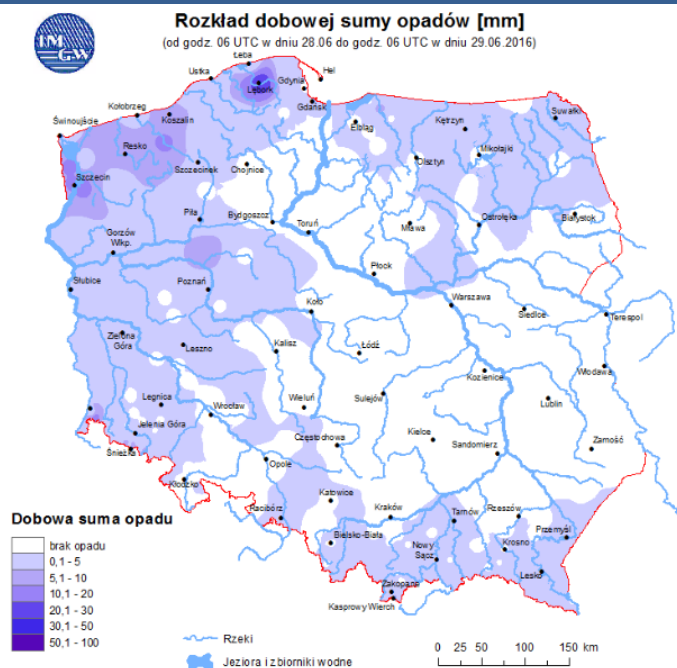 Rozkład dobowej sumy opadów [mm]
(od godz. 06 UTC w dniu 28.06 do godz. 06 UTC w dniu 29.06.2016)
IM
GW
Łeba
Hel
Ustka
Lębork
Gdynia
Gdańsk
Kołobrzeg
Koszalin
Świnoujście
Elbląg
Kętrzyn
Suwałki
Resko
Szczecinek
Chojnice
Olsztyn
Mikołajki
Szczecin
Piła
Bydgoszcz
Toruń
Mława
Ostrołęka
Białystok
Gorzów
Wlkp.
Płock
Słubice
Poznań
Koło
Warszawa
Siedlce
Terespol
Zielona
Góra
Leszno
Kalisz
Łódź
Kozienice
Włodawa
Legnica
Wrocław
Wieluń
Sulejów
Lublin
Jelenia Góra
Częstochowa
Kielce
Sandomierz
Zamość
Śnieżka
Opole
Kłodzko
Katowice
Racibórz
Kraków
Tarnów
Rzeszów
Przemyśl
Bielsko-Biała
Nowy
Sącz
Krosno
Lesko
Zakopane
Kasprowy Wierch
Dobowa suma opadu
brak opadu
0,1 - 5
5,1 - 10
10,1 - 20
20,1 - 30
30,1 - 50
50,1 - 100
Rzeki
Jeziora i zbiorniki wodne
0 25 50 100 150 km